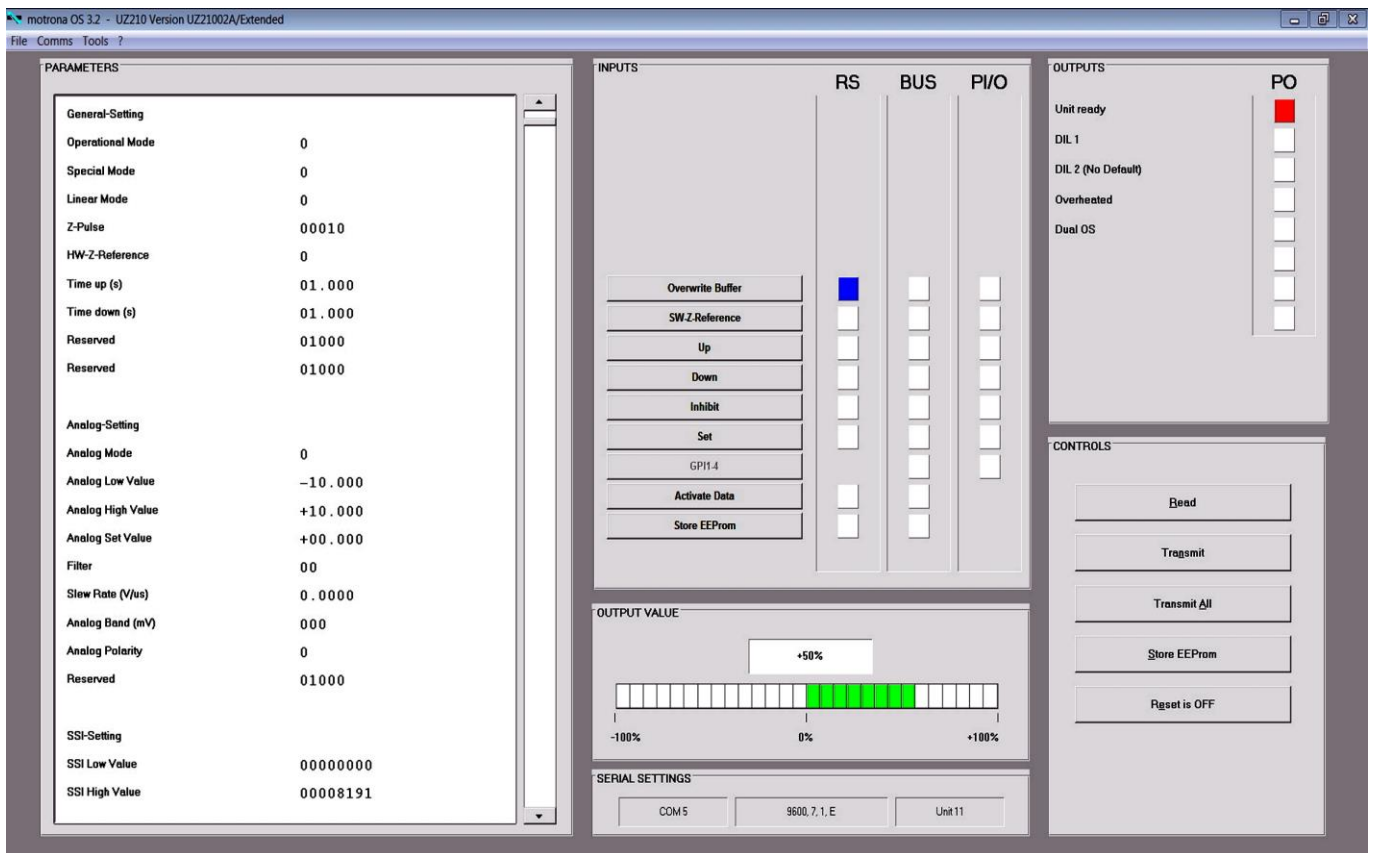 motrona OS 3.2 - UZ210 Version UZ21002A/Extended
File Comms Tools ?
PARAMETERS
General-Setting
Operational Mode 0
Special Mode 0
Linear Mode 0
Z-Pulse 00010
HW-Z-Reference 0
Time up (s) 01.000
Time down (s) 01.000
Reserved 01000
Reserved 01000
Analog-Setting
Analog Mode 0
Analog Low Value -10.000
Analog High Value +10.000
Analog Set Value +00.000
Filter 00
Slew Rate (V/us) 0.0000
Analog Band (mV) 000
Analog Polarity 0
Reserved 01000
SSI-Setting
SSI Low Value 00000000
SSI High Value 00008191
INPUTS
RS BUS PI/O
Overwrite Buffer
SW-Z-Reference
Up
Down
Inhibit
Set
GPI1-4
Activate Data
Store EEProm
OUTPUT VALUE
+50%
-100% 0% +100%
SERIAL SETTINGS
COM 5 9600, 7, 1, E Unit 11
OUTPUTS
PO
Unit ready
DIL 1
DIL 2 (No Default)
Overheated
Dual OS
CONTROLS
Read
Transmit
Transmit All
Store EEProm
Reset is OFF